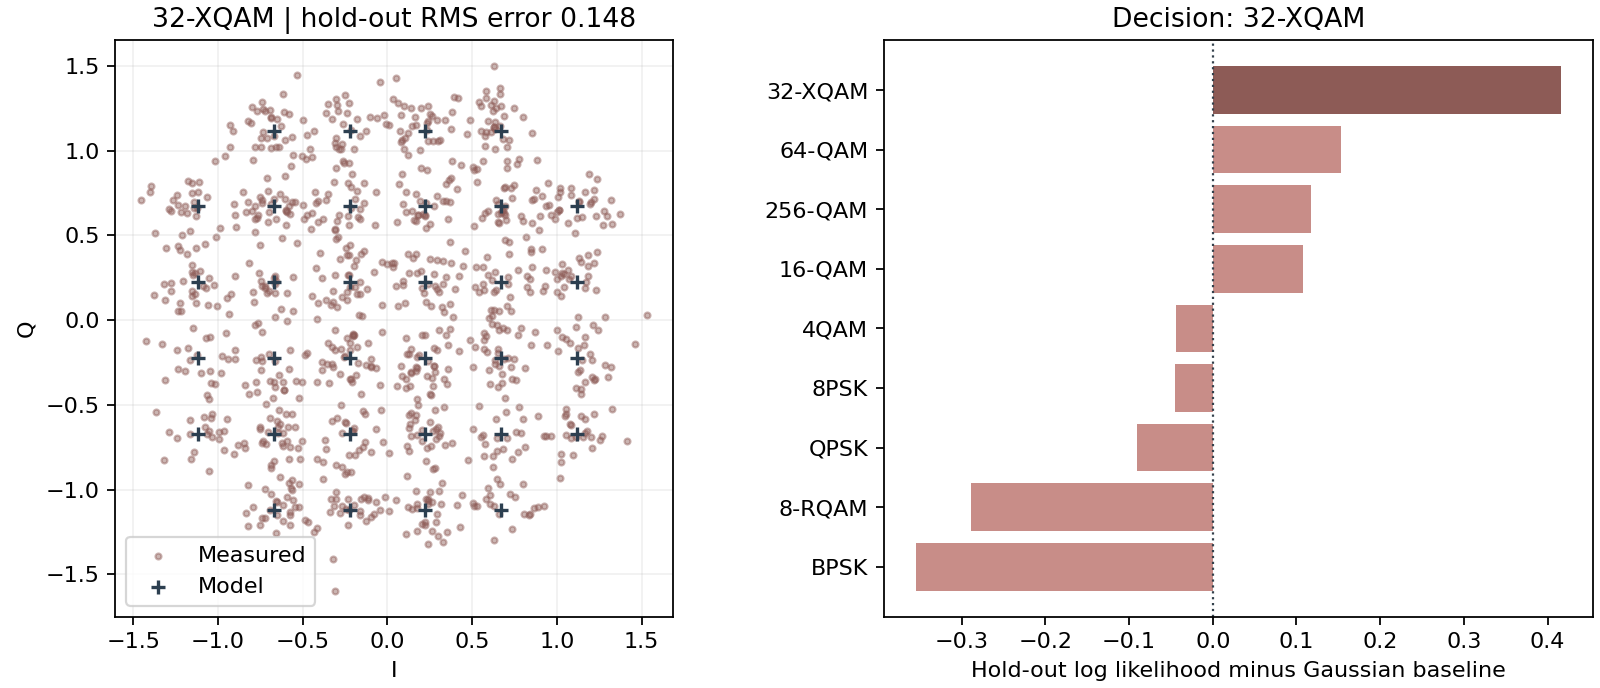 32-XQAM | hold-out RMS error 0.148
1.5
1.0
0.5
0.0
−0.5
−1.0
−1.5
Q
Measured
Model
−1.5
−1.0
−0.5
0.0
0.5
1.0
1.5
I
Decision: 32-XQAM
32-XQAM
64-QAM
256-QAM
16-QAM
4QAM
8PSK
QPSK
8-RQAM
BPSK
−0.3
−0.2
−0.1
0.0
0.1
0.2
0.3
0.4
Hold-out log likelihood minus Gaussian baseline